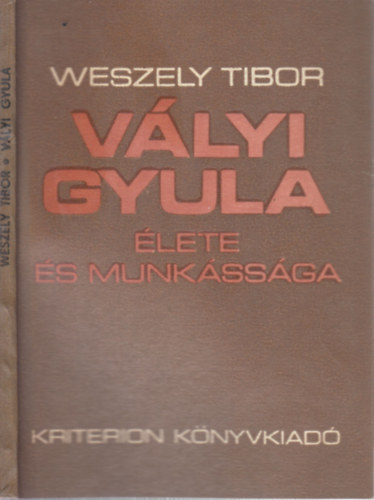 WESZELY TIBOR
VÁLYI
GYULA
ÉLETE
ÉS MUNKÁSSÁGA
KRITERION KÖNYVKIADÓ
WESZELY TIBOR • VÁLYI GYULA